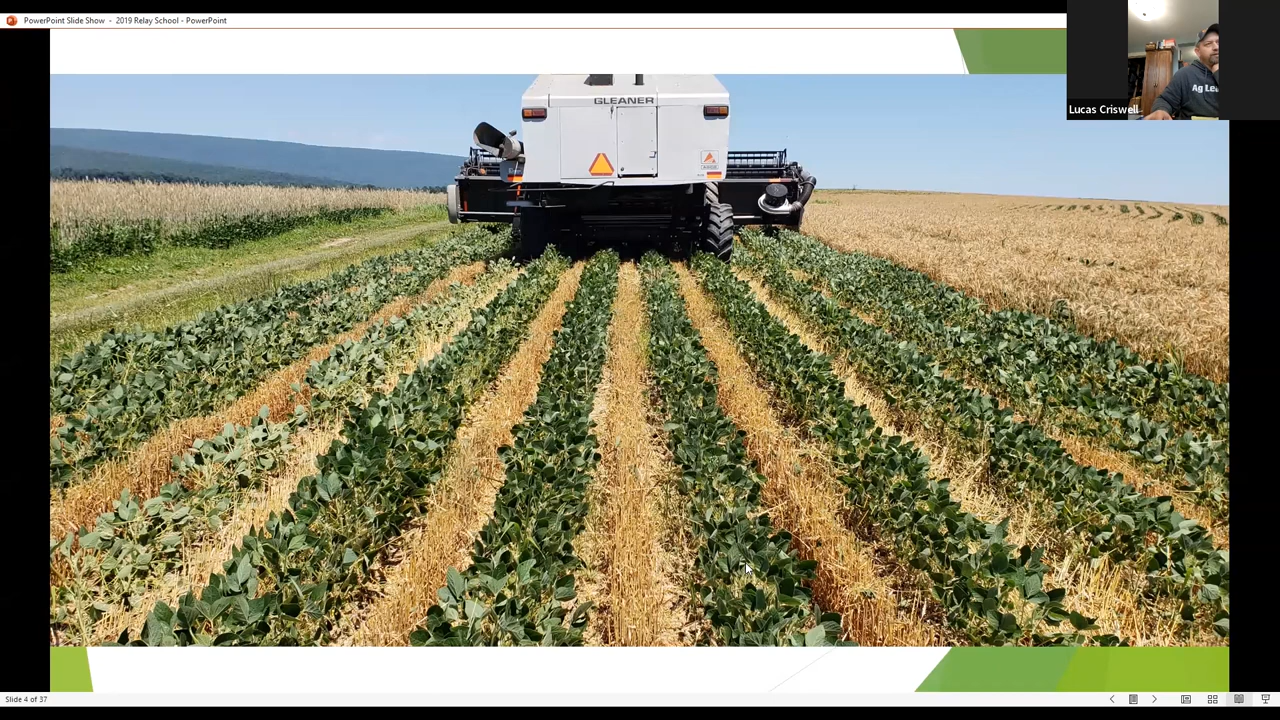 PowerPoint Slide Show - 2019 Relay School - PowerPoint
Lucas Criswell
Ag Lea
GLEANER
Slide 4 of 37